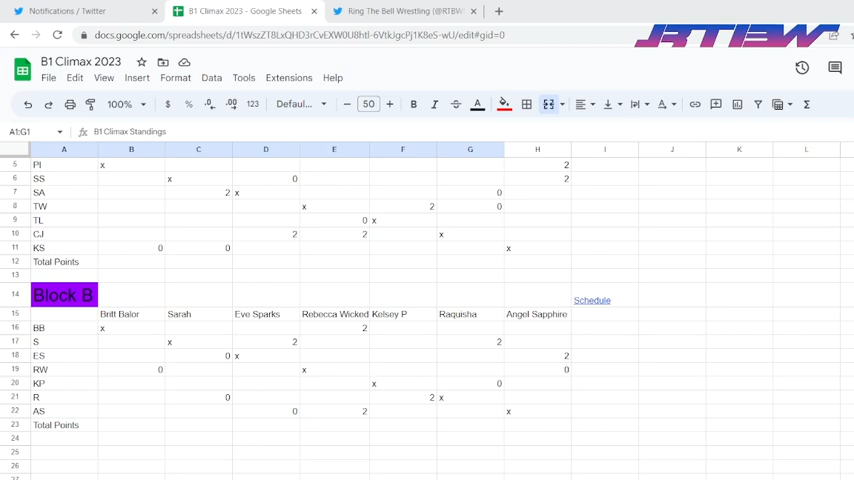 Notifications / Twitter × B1 Climax 2023 - Google Sheets × Ring The Bell Wrestling (@RTBW ×
docs.google.com/spreadsheets/d/
RTBW
B1 Climax 2023
File Edit View Insert Format Data Tools Extensions Help
100% $ % .0 .00 123 Defaul... − 50 + B I A
A1:G1 fx B1 Climax Standings
A B C D E F G H I J K L
5 PI x 2
6 SS x 0 2
7 SA 2 x 0
8 TW x 2 0
9 TL 0 x
10 CJ 2 2 x
11 KS 0 0 x
12 Total Points
13
14 Block B Schedule
15 Britt Balor Sarah Eve Sparks Rebecca Wicked Kelsey P Raquisha Angel Sapphire
16 BB x 2
17 S x 2 2
18 ES 0 x 2
19 RW 0 x 0
20 KP x 0
21 R 0 2 x
22 AS 0 2 x
23 Total Points
24
25
26
27